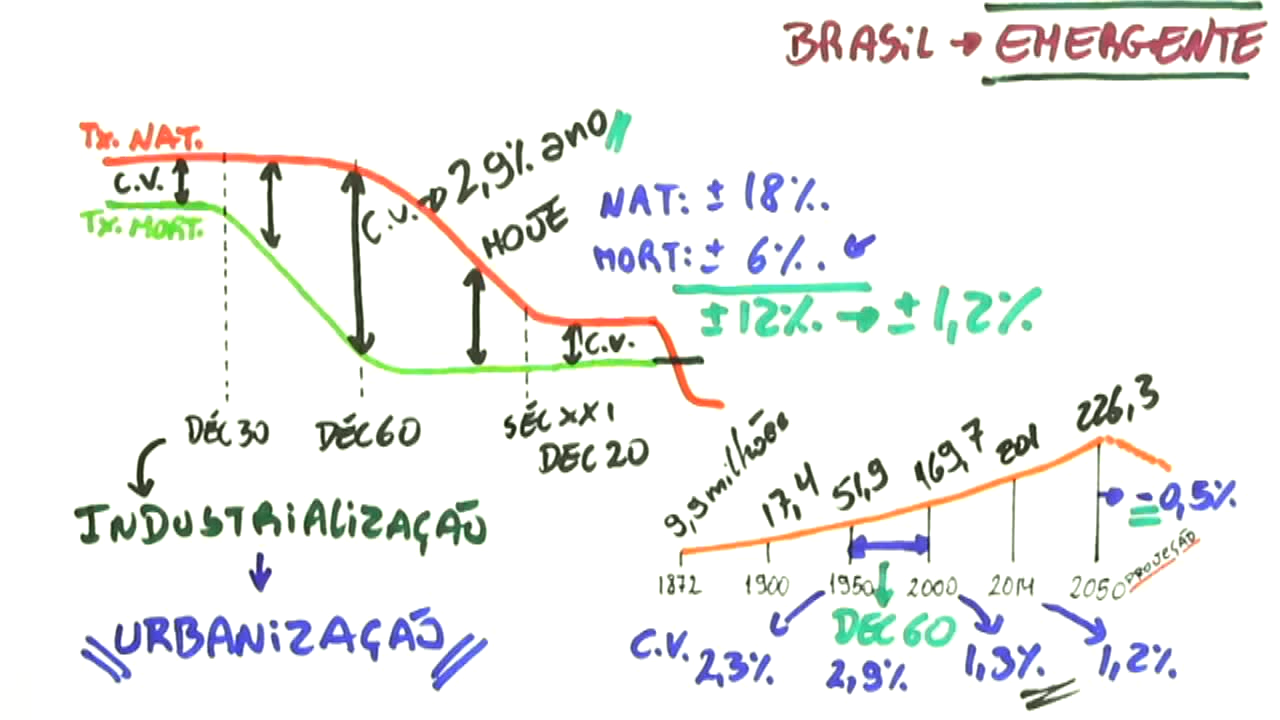 BRASIL → EMERGENTE
Tx. NAT.
C.V.
Tx. MORT.
C.V. → 2,9% ano
HOJE
NAT: ± 18‰.
MORT: ± 6‰.
± 12‰. → ± 1,2%
C.V.
DÉC 30
DÉC 60
SÉC XXI
DEC 20
INDUSTRIALIZAÇÃO
URBANIZAÇÃO
9,9 milhões
17,4
51,9
169,7
201
226,3
= 0,5%
1872
1900
1950
2000
2014
2050 PROJEÇÃO
DEC 60
C.V. 2,3%.
2,9%.
1,3%.
1,2%.